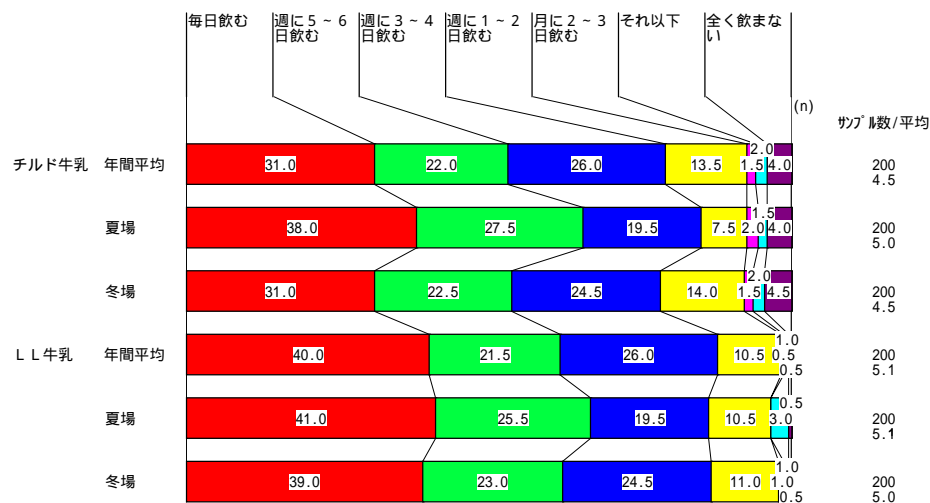 毎日飲む 週に５~６日飲む 週に３~４日飲む 週に１~２日飲む 月に２~３日飲む それ以下 全く飲まない
(n)
ｻﾝﾌﾟﾙ数/平均
チルド牛乳 年間平均 31.0 22.0 26.0 13.5 1.5 2.0 4.0 200
4.5
夏場 38.0 27.5 19.5 7.5 2.0 1.5 4.0 200
5.0
冬場 31.0 22.5 24.5 14.0 1.5 2.0 4.5 200
4.5
ＬＬ牛乳 年間平均 40.0 21.5 26.0 10.5 1.0 0.5 0.5 200
5.1
夏場 41.0 25.5 19.5 10.5 3.0 0.5 200
5.1
冬場 39.0 23.0 24.5 11.0 1.0 1.0 0.5 200
5.0